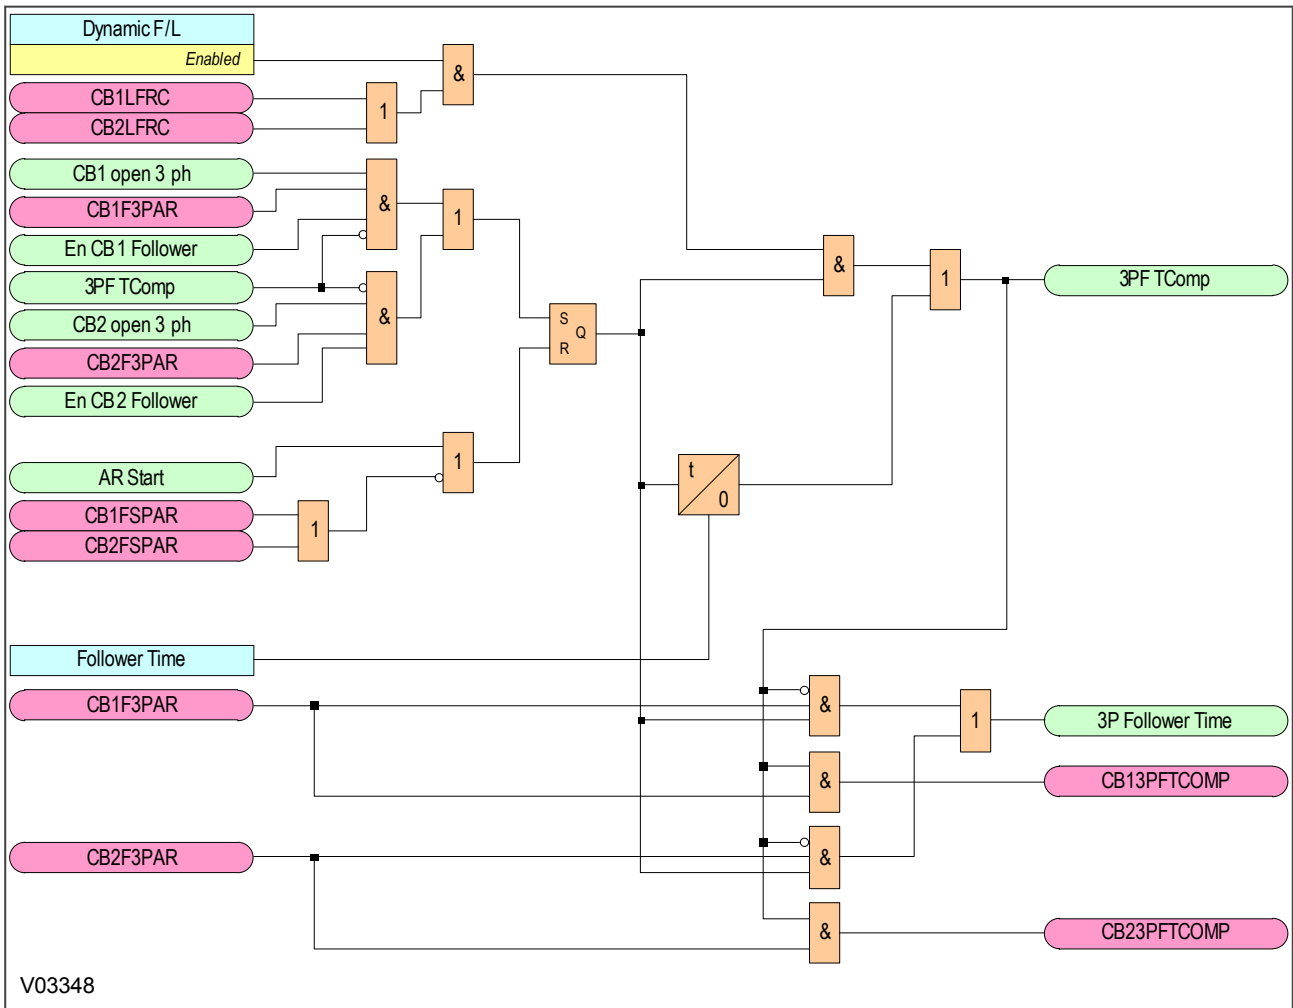 Dynamic F/L
Enabled
&
CB1LFRC
1
CB2LFRC
CB1 open 3 ph
CB1F3PAR
&
1
En CB1 Follower
&
3PF TComp
1
3PF TComp
CB2 open 3 ph
&
S
Q
R
CB2F3PAR
En CB2 Follower
1
AR Start
t
0
CB1FSPAR
1
CB2FSPAR
Follower Time
CB1F3PAR
&
1
3P Follower Time
&
CB13PFTCOMP
CB2F3PAR
&
&
CB23PFTCOMP
V03348